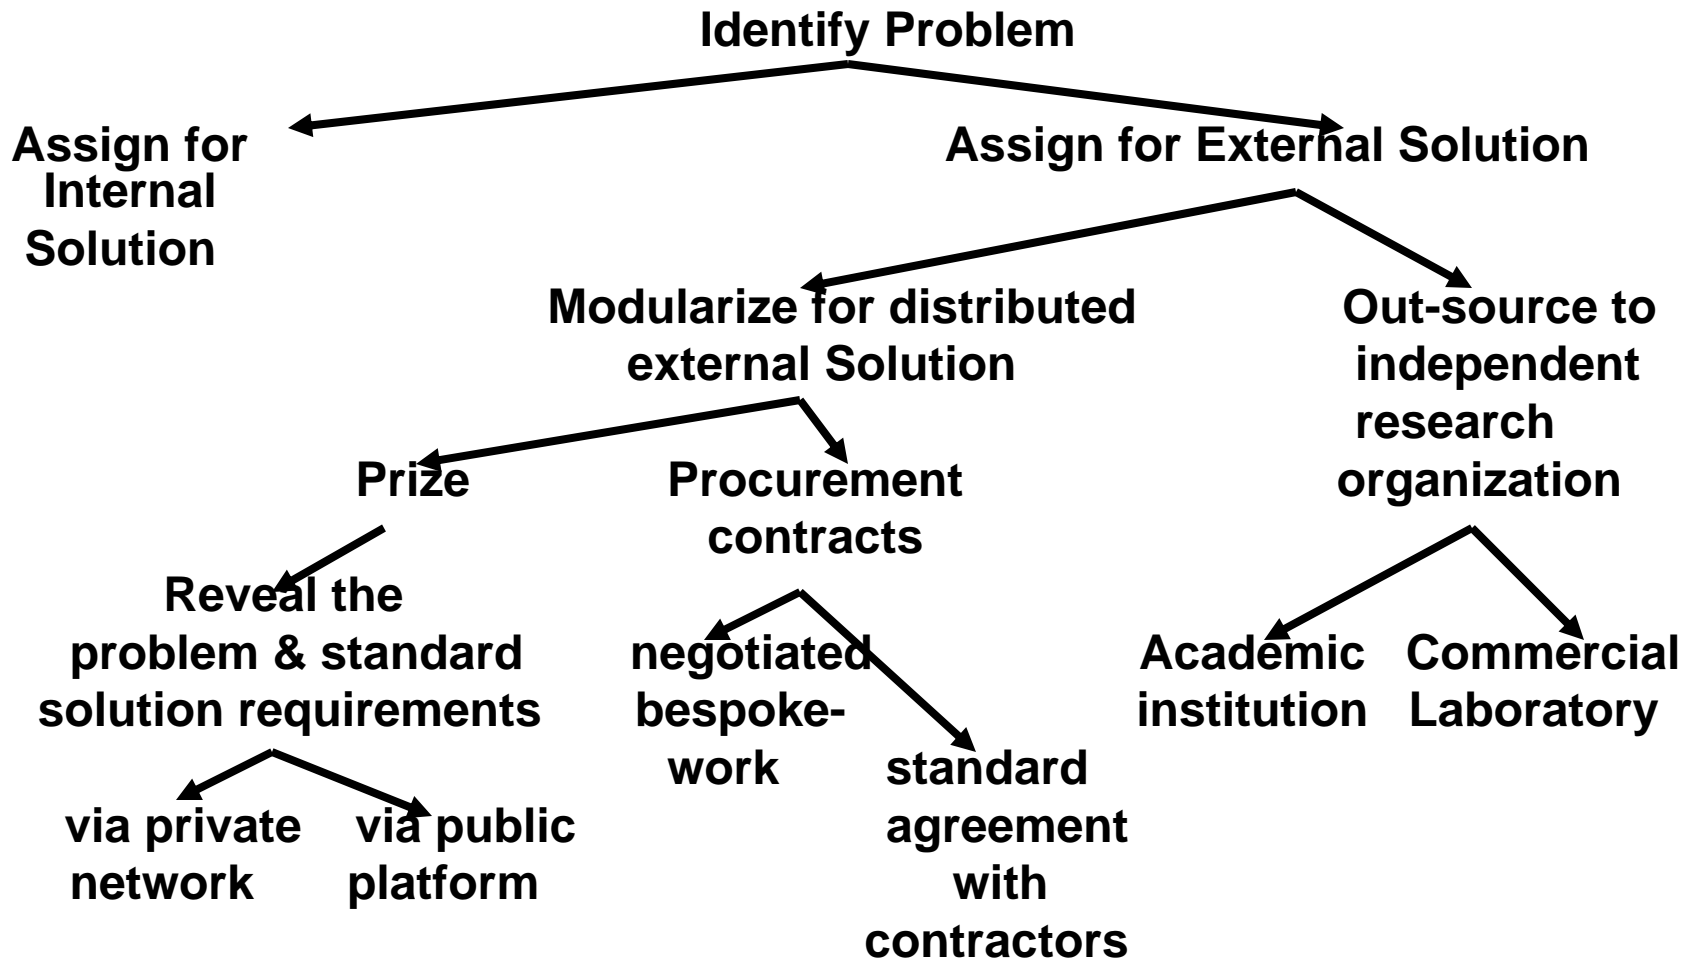 Identify Problem
Assign for
Internal
Solution
Assign for External Solution
Modularize for distributed
external Solution
Out-source to
independent
research
organization
Prize
Procurement
contracts
Reveal the
problem & standard
solution requirements
negotiated
bespoke-
work
standard
agreement
with
contractors
Academic
institution
Commercial
Laboratory
via private
network
via public
platform